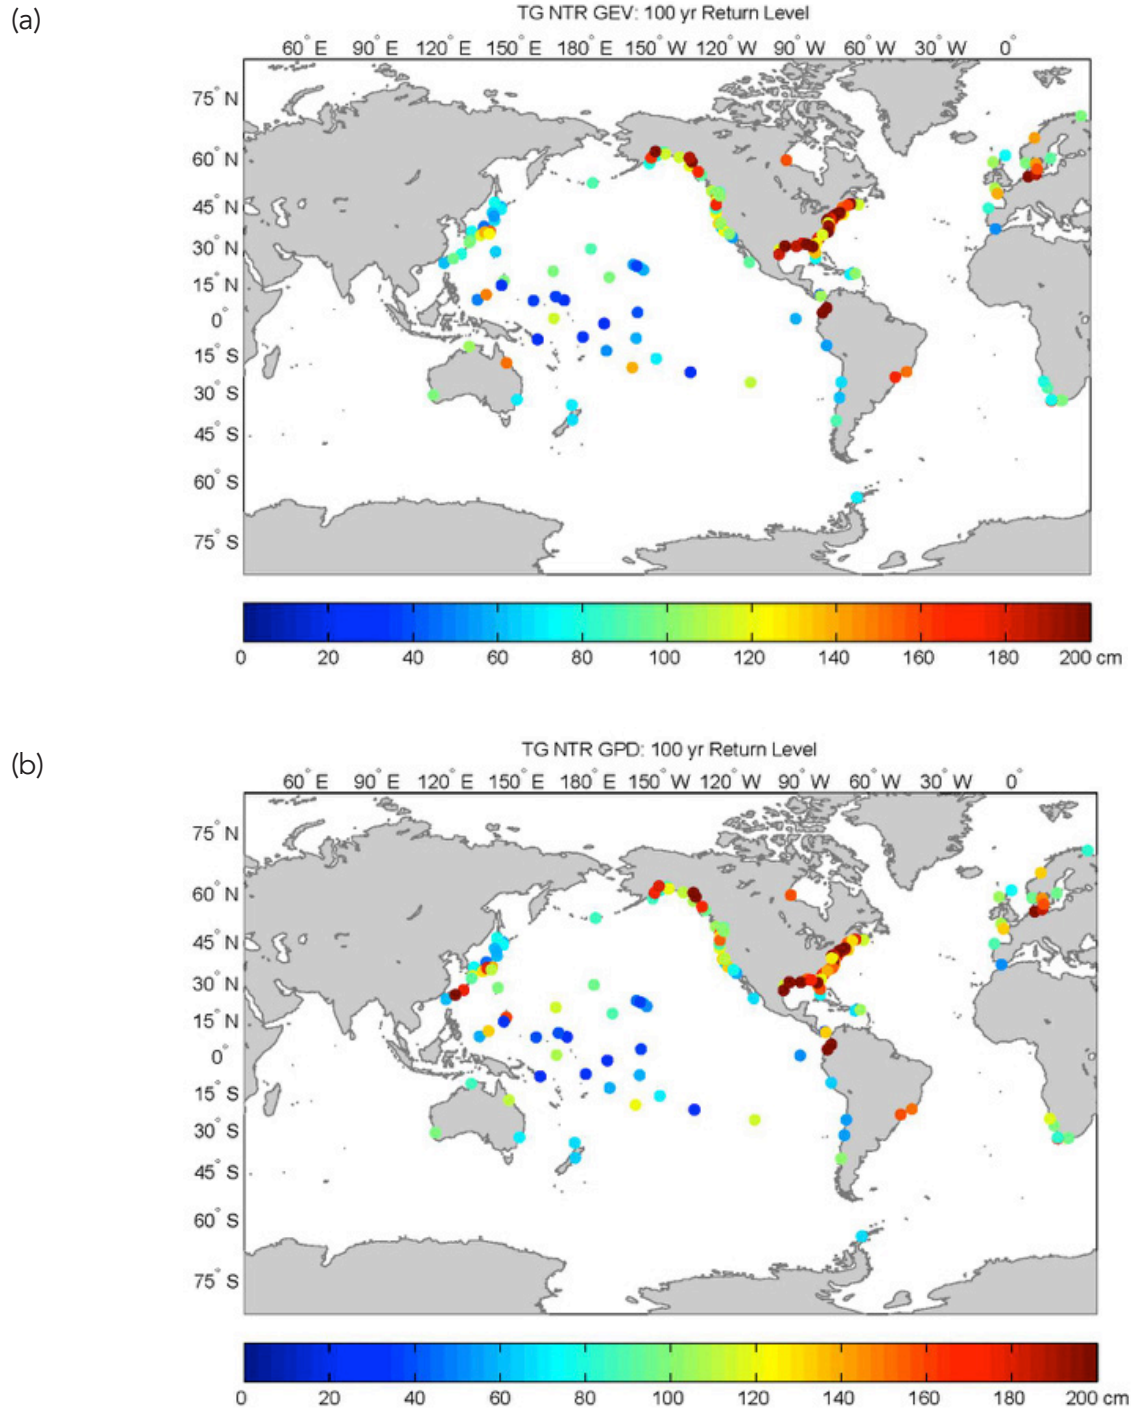 (a)
TG NTR GEV: 100 yr Return Level
60° E 90° E 120° E 150° E 180° E 150° W 120° W 90° W 60° W 30° W 0°
75° N
60° N
45° N
30° N
15° N
0°
15° S
30° S
45° S
60° S
75° S
0 20 40 60 80 100 120 140 160 180 200 cm
(b)
TG NTR GPD: 100 yr Return Level
60° E 90° E 120° E 150° E 180° E 150° W 120° W 90° W 60° W 30° W 0°
75° N
60° N
45° N
30° N
15° N
0°
15° S
30° S
45° S
60° S
75° S
0 20 40 60 80 100 120 140 160 180 200 cm